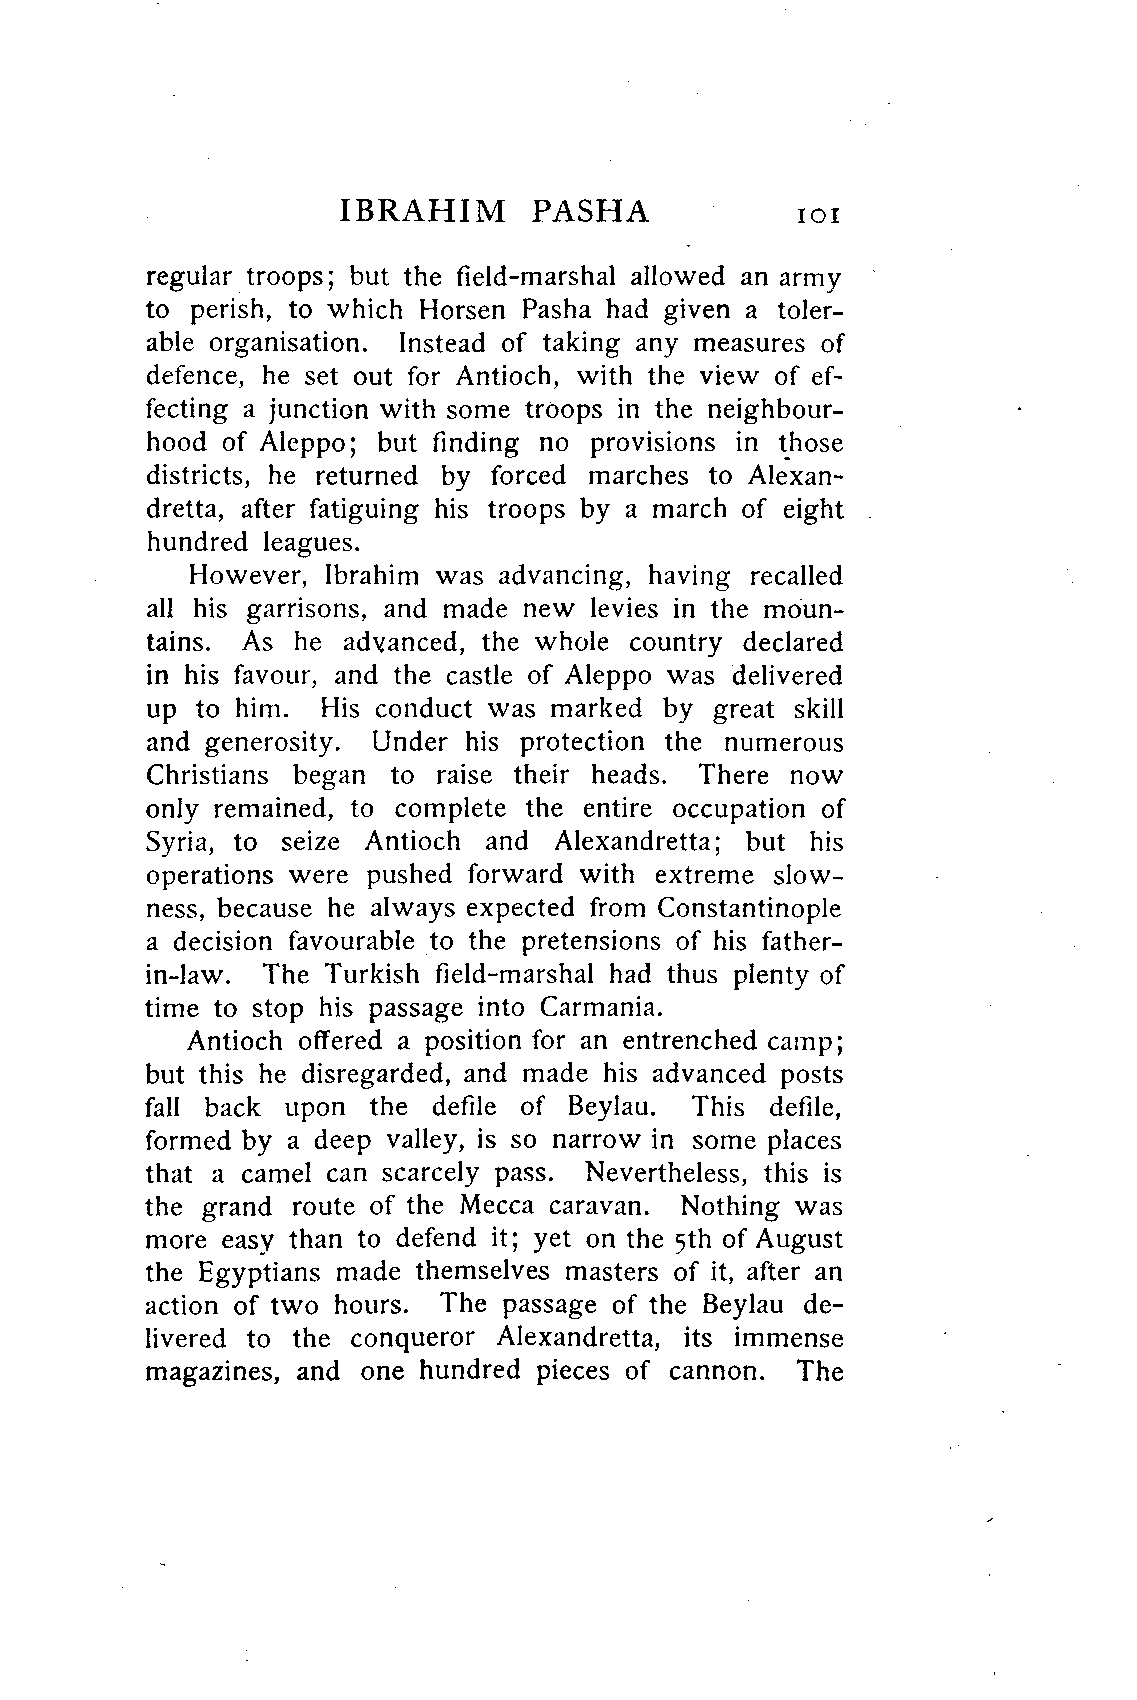 IBRAHIM PASHA 101
regular troops; but the field-marshal allowed an army
to perish, to which Horsen Pasha had given a toler-
able organisation. Instead of taking any measures of
defence, he set out for Antioch, with the view of ef-
fecting a junction with some troops in the neighbour-
hood of Aleppo; but finding no provisions in those
districts, he returned by forced marches to Alexan-
dretta, after fatiguing his troops by a march of eight
hundred leagues.
However, Ibrahim was advancing, having recalled
all his garrisons, and made new levies in the moun-
tains. As he advanced, the whole country declared
in his favour, and the castle of Aleppo was delivered
up to him. His conduct was marked by great skill
and generosity. Under his protection the numerous
Christians began to raise their heads. There now
only remained, to complete the entire occupation of
Syria, to seize Antioch and Alexandretta; but his
operations were pushed forward with extreme slow-
ness, because he always expected from Constantinople
a decision favourable to the pretensions of his father-
in-law. The Turkish field-marshal had thus plenty of
time to stop his passage into Carmania.
Antioch offered a position for an entrenched camp;
but this he disregarded, and made his advanced posts
fall back upon the defile of Beylau. This defile,
formed by a deep valley, is so narrow in some places
that a camel can scarcely pass. Nevertheless, this is
the grand route of the Mecca caravan. Nothing was
more easy than to defend it; yet on the 5th of August
the Egyptians made themselves masters of it, after an
action of two hours. The passage of the Beylau de-
livered to the conqueror Alexandretta, its immense
magazines, and one hundred pieces of cannon. The